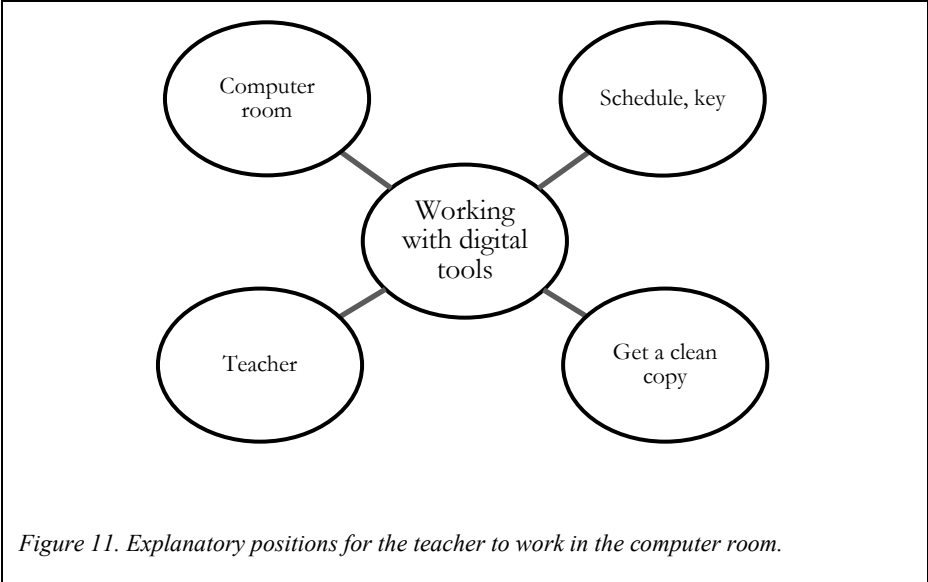 Computer
room
Schedule, key
Working
with digital
tools
Teacher
Get a clean
copy
Figure 11. Explanatory positions for the teacher to work in the computer room.